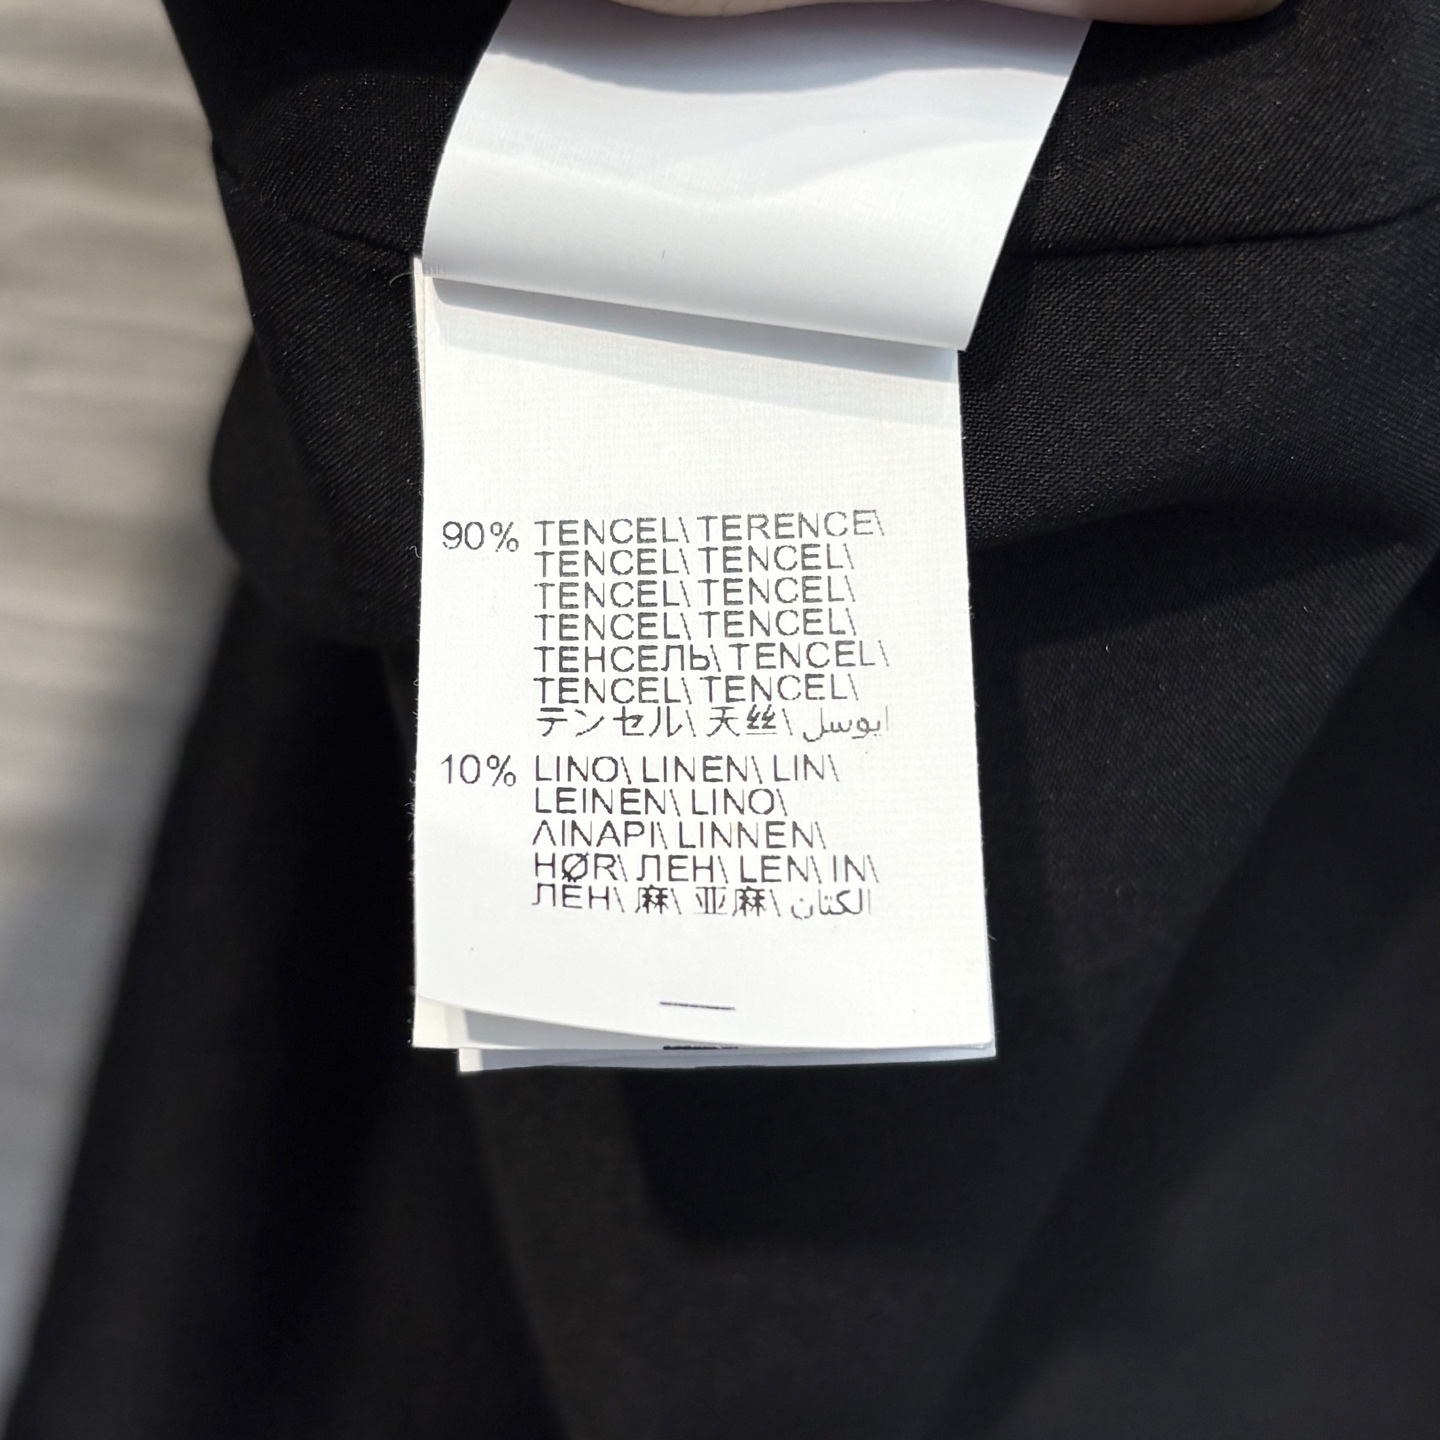 90% TENCEL\ TERENCE\
TENCEL\ TENCEL\
TENCEL\ TENCEL\
TENCEL\ TENCEL\
ТЕНСЕЛЬ\ TENCEL\
TENCEL\ TENCEL\
テンセル\ 天丝\ ايوسل
10% LINO\ LINEN\ LIN\
LEINEN\ LINO\
ΛΙΝΑΡΙ\ LINNEN\
HØR\ ЛЕН\ LEN\ IN\
ЛЁН\ 麻\ 亚麻\ الكتان